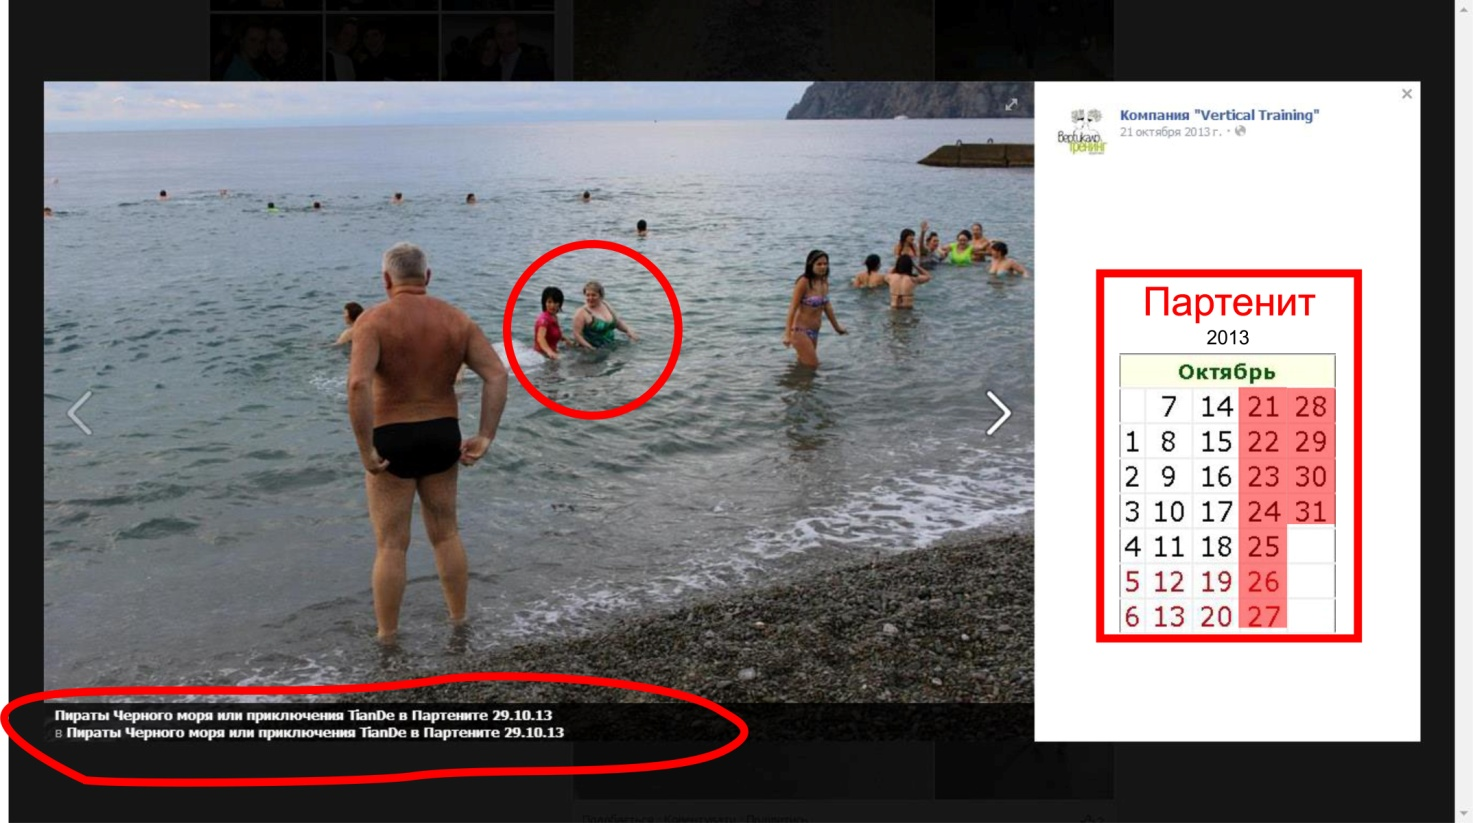 Компания "Vertical Training"
21 октября 2013 г.
Вертикаль
Тренинг
Партенит
2013
Октябрь
7 14 21 28
1 8 15 22 29
2 9 16 23 30
3 10 17 24 31
4 11 18 25
5 12 19 26
6 13 20 27
Пираты Черного моря или приключения TianDe в Партените 29.10.13
в Пираты Черного моря или приключения TianDe в Партените 29.10.13